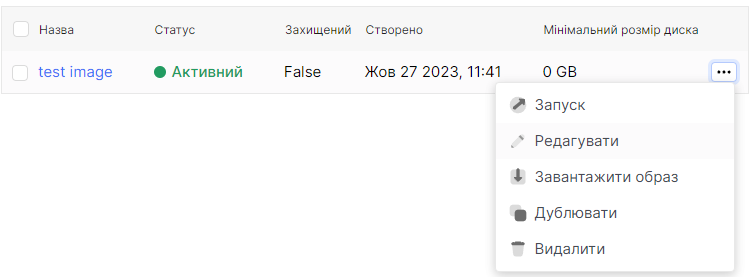 Назва Статус Захищений Створено Мінімальний розмір диска
test image Активний False Жов 27 2023, 11:41 0 GB
Запуск
Редагувати
Завантажити образ
Дублювати
Видалити